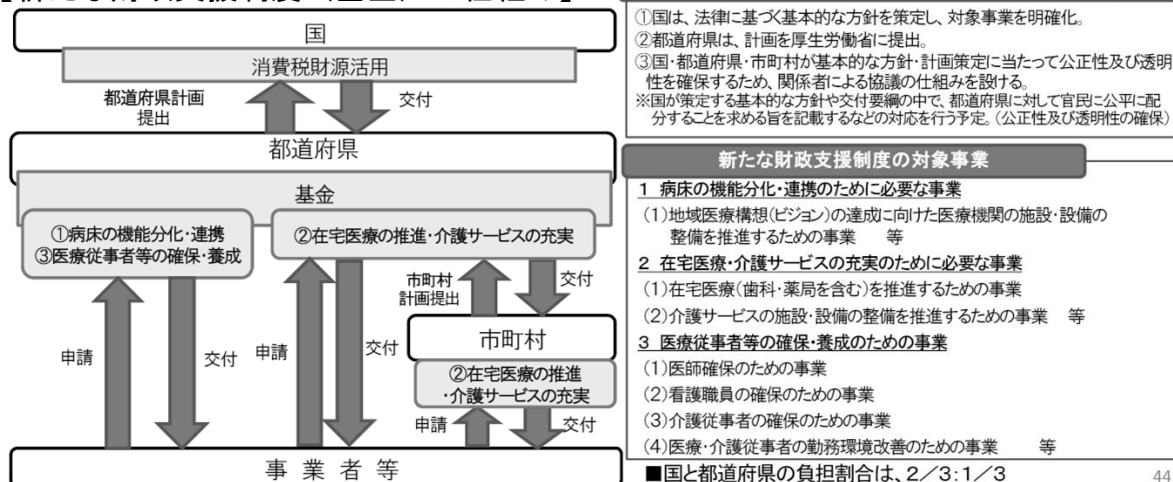 国
消費税財源活用
都道府県計画
提出
交付
都道府県
基金
①病床の機能分化・連携
③医療従事者等の確保・養成
②在宅医療の推進・介護サービスの充実
市町村
計画提出
交付
市町村
②在宅医療の推進
・介護サービスの充実
申請
交付
申請
交付
申請
交付
事業者等
①国は、法律に基づく基本的な方針を策定し、対象事業を明確化。
②都道府県は、計画を厚生労働省に提出。
③国・都道府県・市町村が基本的な方針・計画策定に当たって公正性及び透明
性を確保するため、関係者による協議の仕組みを設ける。
※国が策定する基本的な方針や交付要綱の中で、都道府県に対して官民に公平に配
分することを求める旨を記載するなどの対応を行う予定。(公正性及び透明性の確保)
新たな財政支援制度の対象事業
1 病床の機能分化・連携のために必要な事業
(1)地域医療構想(ビジョン)の達成に向けた医療機関の施設・設備の
整備を推進するための事業 等
2 在宅医療・介護サービスの充実のために必要な事業
(1)在宅医療(歯科・薬局を含む)を推進するための事業
(2)介護サービスの施設・設備の整備を推進するための事業 等
3 医療従事者等の確保・養成のための事業
(1)医師確保のための事業
(2)看護職員の確保のための事業
(3)介護従事者の確保のための事業
(4)医療・介護従事者の勤務環境改善のための事業 等
■国と都道府県の負担割合は、2/3:1/3
44